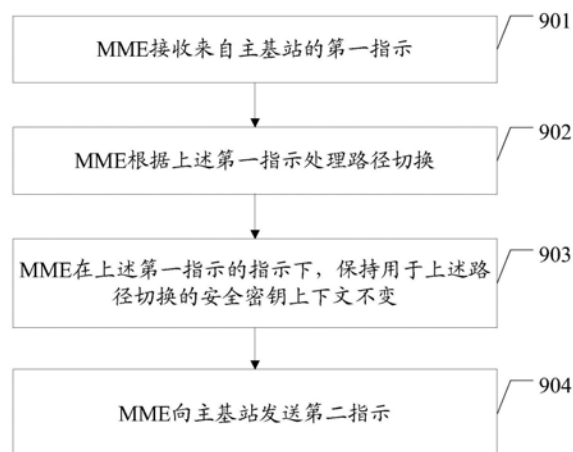 MME接收来自主基站的第一指示
901
MME根据上述第一指示处理路径切换
902
MME在上述第一指示的指示下，保持用于上述路
径切换的安全密钥上下文不变
903
MME向主基站发送第二指示
904